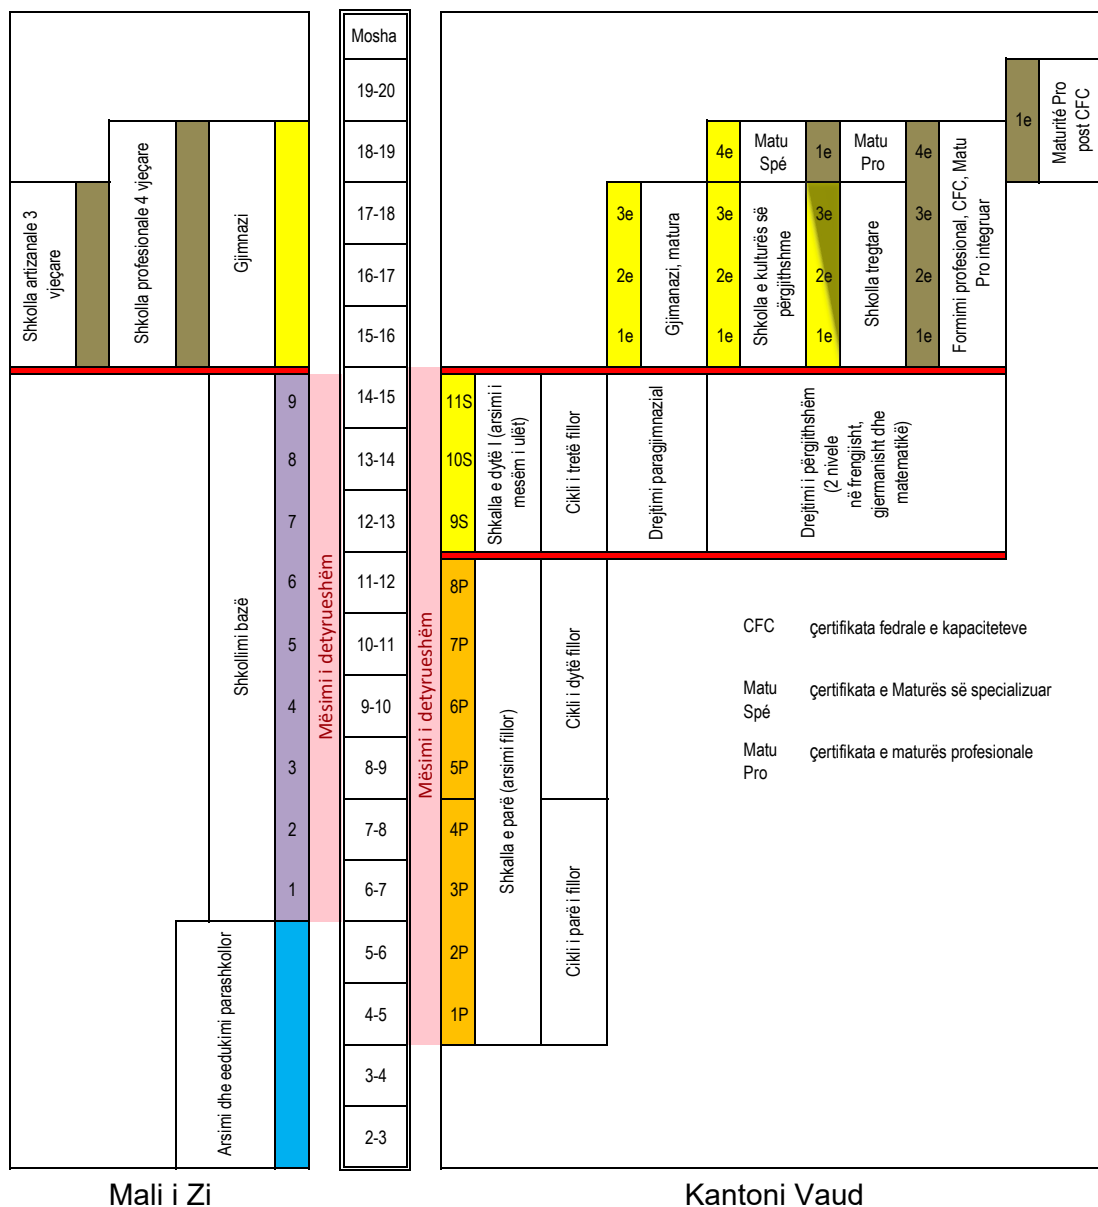 Mosha
19-20
18-19
17-18
16-17
15-16
14-15
13-14
12-13
11-12
10-11
9-10
8-9
7-8
6-7
5-6
4-5
3-4
2-3
Shkolla artizanale 3
vjeçare
Shkolla profesionale 4 vjeçare
Gjimnazi
9
8
7
6
5
4
3
2
1
Shkollimi bazë
Arsimi dhe eedukimi parashkollor
Mësimi i detyrueshëm
Mësimi i detyrueshëm
1e
Maturité Pro
post CFC
4e
3e
2e
1e
Matu
Spé
1e
Matu
Pro
4e
3e
2e
1e
3e
2e
1e
Gjimanazi, matura
Shkolla e kulturës së
përgjithshme
3e
2e
1e
Shkolla tregtare
Formimi profesional, CFC, Matu
Pro integruar
11S
10S
9S
Shkalla e dytë I (arsimi i
mesëm i ulët)
Cikli i tretë fillor
Drejtimi paragjimnazial
Drejtimi i përgjithshëm
(2 nivele
në frengjisht,
gjermanisht dhe
matematikë)
8P
7P
6P
5P
4P
3P
2P
1P
Shkalla e parë (arsimi fillor)
Cikli i dytë fillor
Cikli i parë i fillor
CFC çertifikata fedrale e kapaciteteve
Matu çertifikata e Maturës së specializuar
Spé
Matu çertifikata e maturës profesionale
Pro
Mali i Zi
Kantoni Vaud